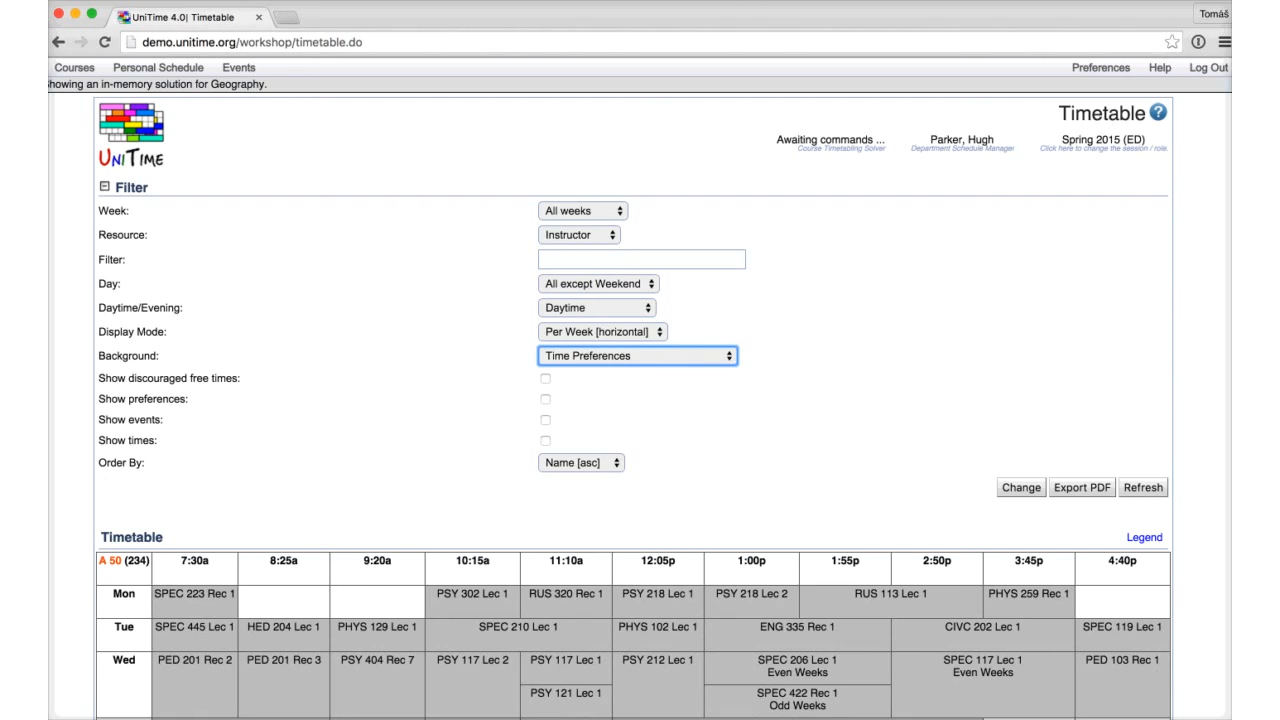 UniTime 4.0| Timetable
Tomáš
demo.unitime.org/workshop/timetable.do
Courses Personal Schedule Events Preferences Help Log Out
howing an in-memory solution for Geography.
UNITIME
Timetable ?
Awaiting commands ... Parker, Hugh Spring 2015 (ED)
Course Timetabling Solver Department Schedule Manager Click here to change the session / role.
Filter
Week: All weeks
Resource: Instructor
Filter:
Day: All except Weekend
Daytime/Evening: Daytime
Display Mode: Per Week [horizontal]
Background: Time Preferences
Show discouraged free times:
Show preferences:
Show events:
Show times:
Order By: Name [asc]
Change Export PDF Refresh
Timetable Legend
A 50 (234) 7:30a 8:25a 9:20a 10:15a 11:10a 12:05p 1:00p 1:55p 2:50p 3:45p 4:40p
Mon SPEC 223 Rec 1 PSY 302 Lec 1 RUS 320 Rec 1 PSY 218 Lec 1 PSY 218 Lec 2 RUS 113 Lec 1 PHYS 259 Rec 1
Tue SPEC 445 Lec 1 HED 204 Lec 1 PHYS 129 Lec 1 SPEC 210 Lec 1 PHYS 102 Lec 1 ENG 335 Rec 1 CIVC 202 Lec 1 SPEC 119 Lec 1
Wed PED 201 Rec 2 PED 201 Rec 3 PSY 404 Rec 7 PSY 117 Lec 2 PSY 117 Lec 1 PSY 212 Lec 1 SPEC 206 Lec 1 SPEC 117 Lec 1 PED 103 Rec 1
Even Weeks Even Weeks
PSY 121 Lec 1 SPEC 422 Rec 1
Odd Weeks